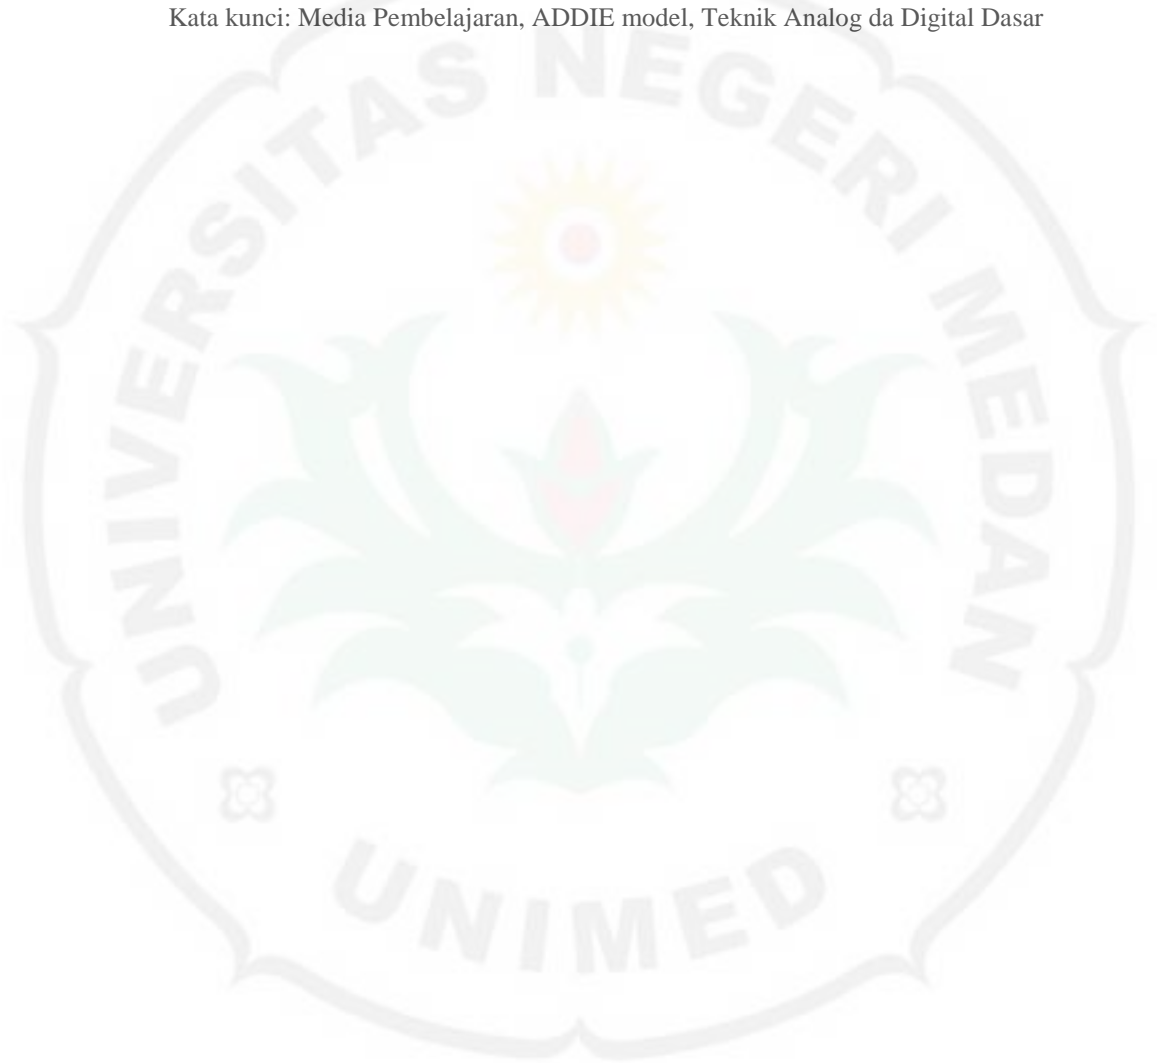 Kata kunci: Media Pembelajaran, ADDIE model, Teknik Analog da Digital Dasar
UNIVERSITAS NEGERI MEDAN
UNIMED